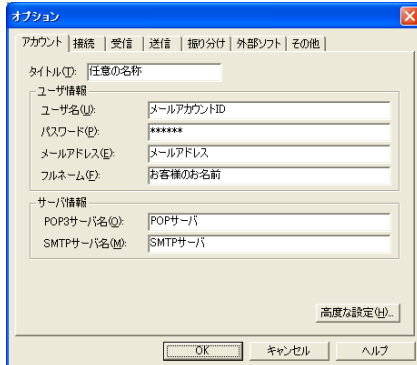 オプション
アカウント 接続 受信 送信 振り分け 外部ソフト その他
タイトル(T): 任意の名称
ユーザ情報
ユーザ名(U): メールアカウントID
パスワード(P): ******
メールアドレス(E): メールアドレス
フルネーム(F): お客様のお名前
サーバ情報
POP3サーバ名(O): POPサーバ
SMTPサーバ名(M): SMTPサーバ
高度な設定(H)...
OK キャンセル ヘルプ